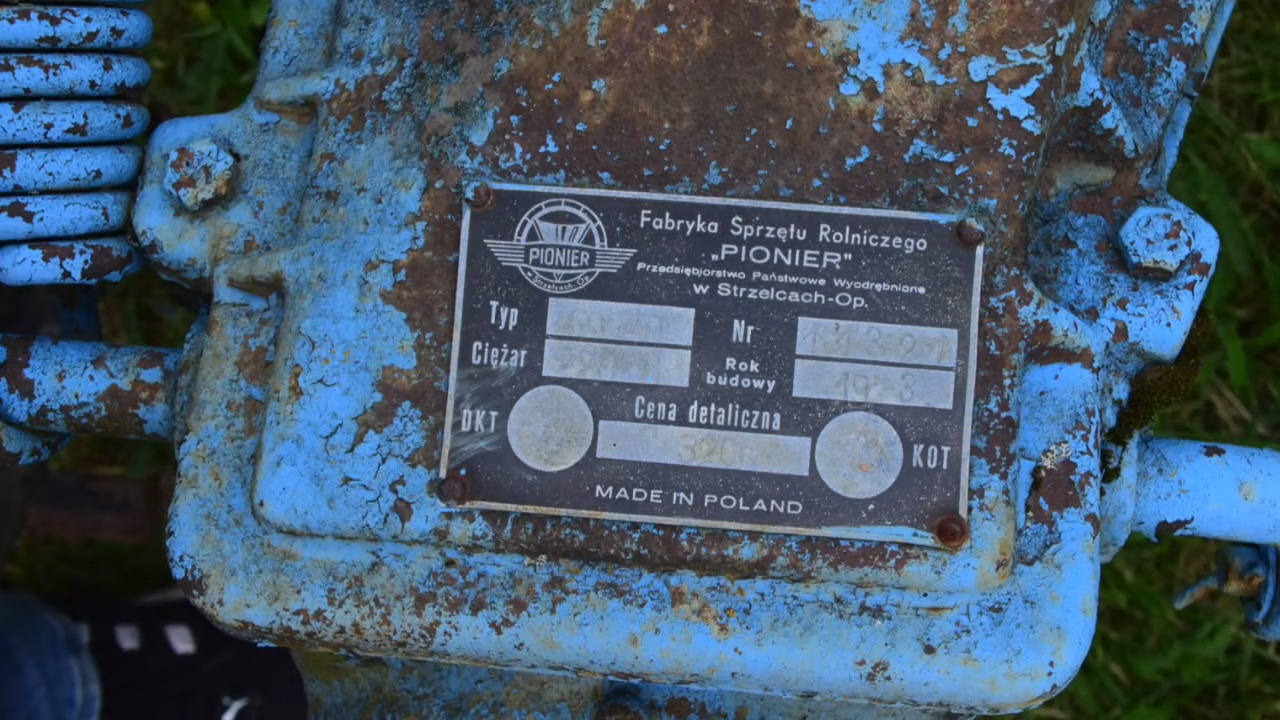 PIONIER
w Strzelcach Op.
Fabryka Sprzętu Rolniczego
„PIONIER"
Przedsiębiorstwo Państwowe Wyodrębnione
w Strzelcach-Op.
Typ
Nr
Ciężar
Rok budowy
Cena detaliczna
DKT
KOT
MADE IN POLAND